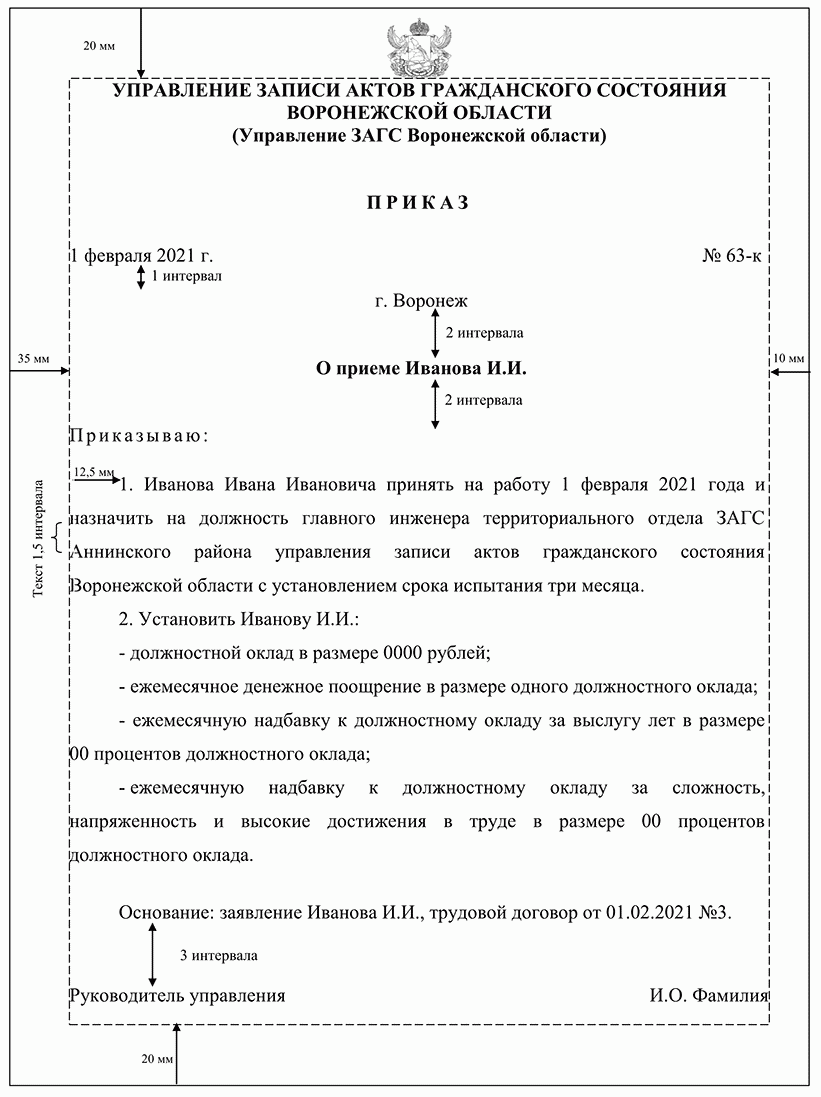 20 мм
УПРАВЛЕНИЕ ЗАПИСИ АКТОВ ГРАЖДАНСКОГО СОСТОЯНИЯ
ВОРОНЕЖСКОЙ ОБЛАСТИ
(Управление ЗАГС Воронежской области)
П Р И К А З
1 февраля 2021 г. № 63-к
1 интервал
г. Воронеж
2 интервала
35 мм
О приеме Иванова И.И.
10 мм
2 интервала
Приказываю:
12,5 мм
1. Иванова Ивана Ивановича принять на работу 1 февраля 2021 года и
назначить на должность главного инженера территориального отдела ЗАГС
Аннинского района управления записи актов гражданского состояния
Воронежской области с установлением срока испытания три месяца.
Текст 1,5 интервала
2. Установить Иванову И.И.:
- должностной оклад в размере 0000 рублей;
- ежемесячное денежное поощрение в размере одного должностного оклада;
- ежемесячную надбавку к должностному окладу за выслугу лет в размере
00 процентов должностного оклада;
- ежемесячную надбавку к должностному окладу за сложность,
напряженность и высокие достижения в труде в размере 00 процентов
должностного оклада.
Основание: заявление Иванова И.И., трудовой договор от 01.02.2021 №3.
3 интервала
Руководитель управления И.О. Фамилия
20 мм